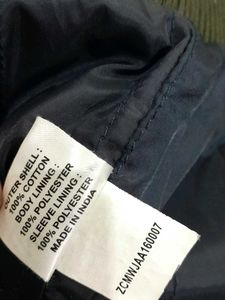 OUTER SHELL :
100% COTTON
BODY LINING :
100% POLYESTER
SLEEVE LINING :
100% POLYESTER
MADE IN INDIA
ZCMWJAA160007